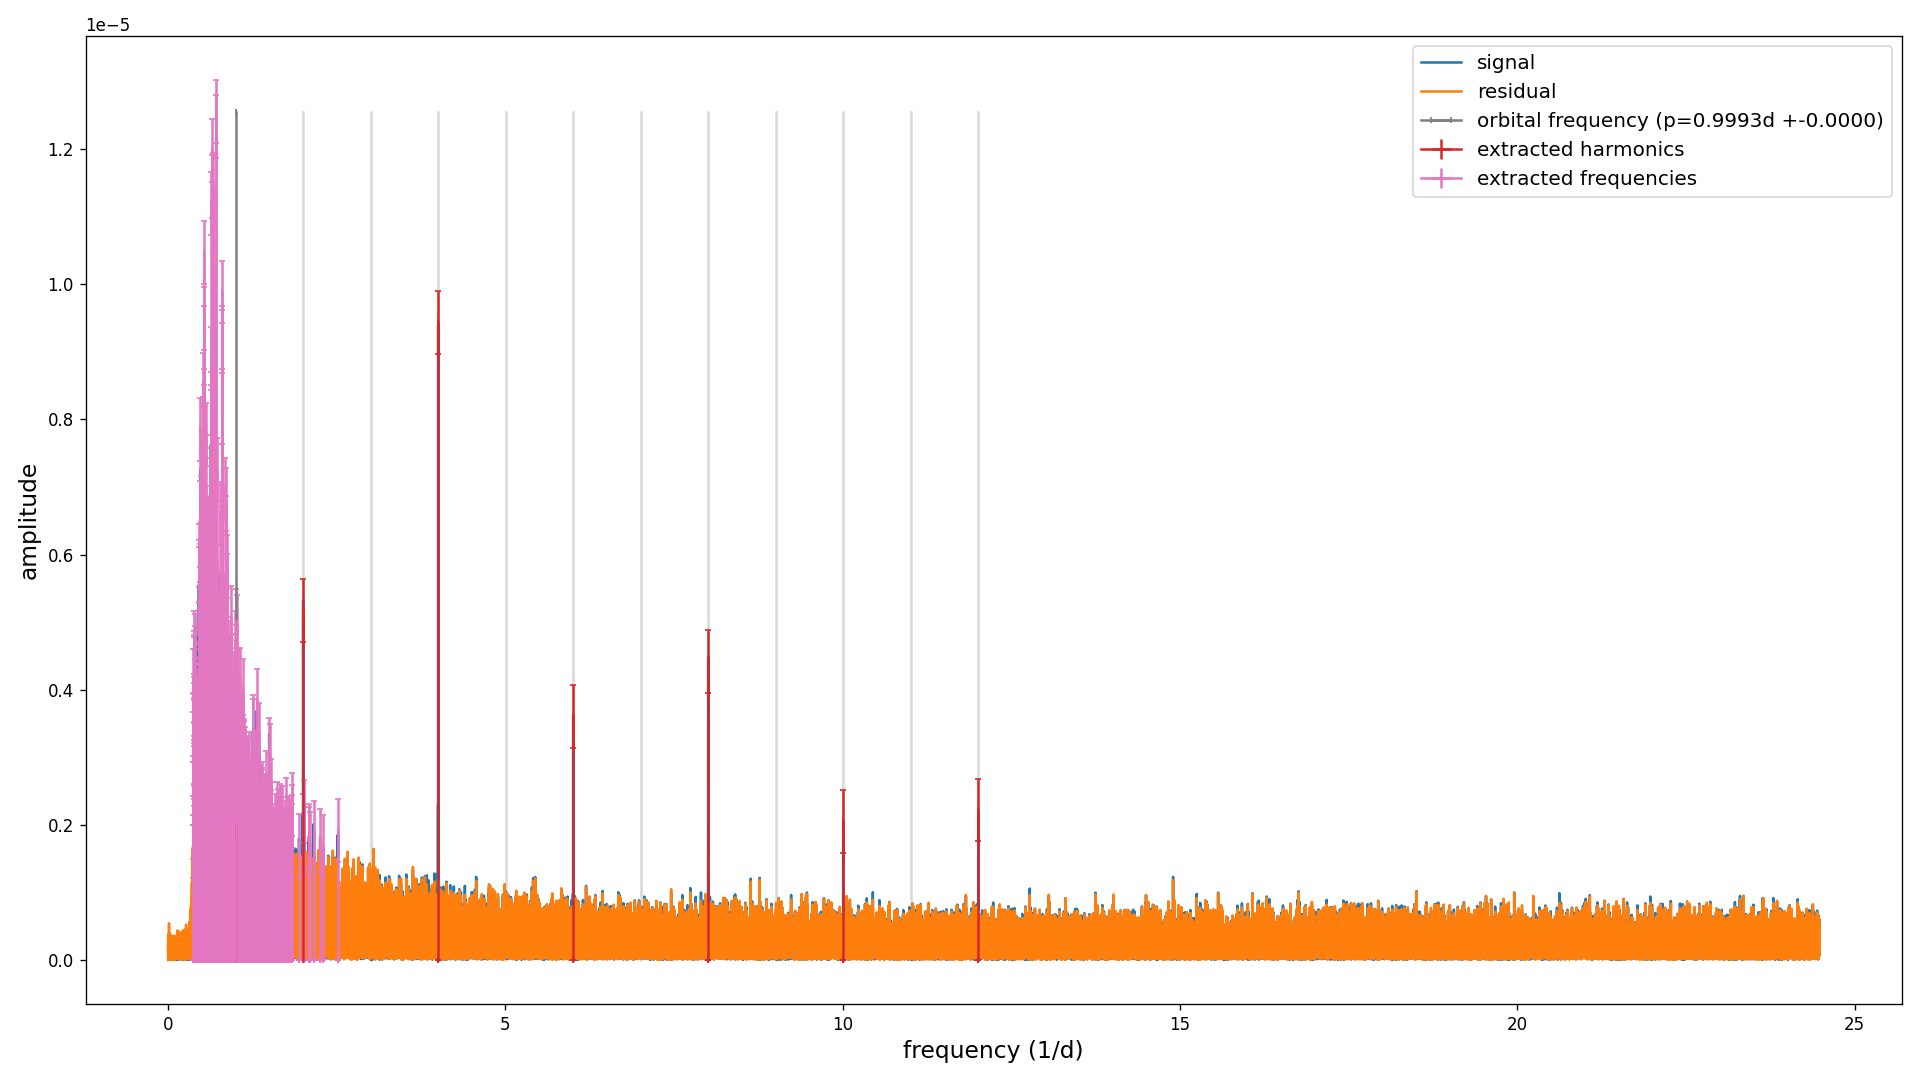 1e−5
signal
residual
orbital frequency (p=0.9993d +-0.0000)
extracted harmonics
extracted frequencies
1.2
1.0
0.8
0.6
0.4
0.2
0.0
amplitude
0 5 10 15 20 25
frequency (1/d)